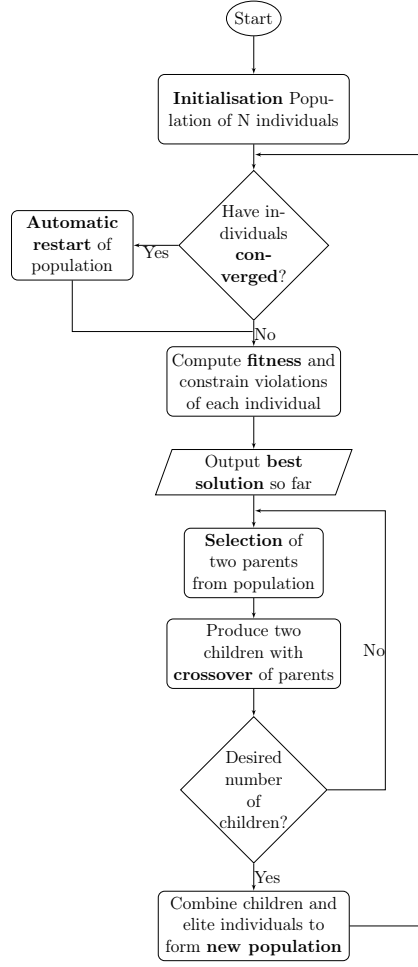 Start
Initialisation Popu-
lation of N individuals
Have in-
dividuals
con-
verged?
Yes
Automatic
restart of
population
No
Compute fitness and
constrain violations
of each individual
Output best
solution so far
Selection of
two parents
from population
Produce two
children with
crossover of parents
No
Desired
number
of
children?
Yes
Combine children and
elite individuals to
form new population